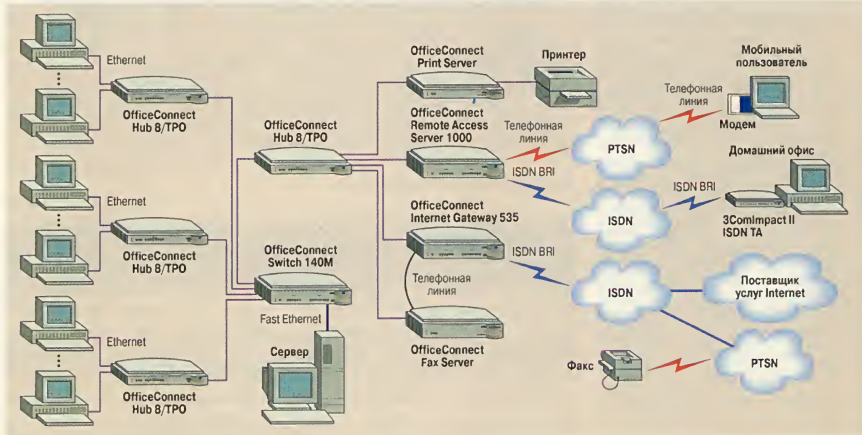 Ethernet
OfficeConnect
Hub 8/TPO
Ethernet
OfficeConnect
Hub 8/TPO
Ethernet
OfficeConnect
Hub 8/TPO
OfficeConnect
Hub 8/TPO
OfficeConnect
Switch 140M
Fast Ethernet
Сервер
OfficeConnect
Print Server
Принтер
OfficeConnect
Remote Access
Server 1000
Телефонная
линия
ISDN BRI
PTSN
Телефонная
линия
Мобильный
пользователь
Модем
ISDN
ISDN BRI
Домашний офис
3ComImpact II
ISDN TA
OfficeConnect
Internet Gateway 535
ISDN BRI
Телефонная
линия
OfficeConnect
Fax Server
ISDN
Поставщик
услуг Internet
Факс
PTSN